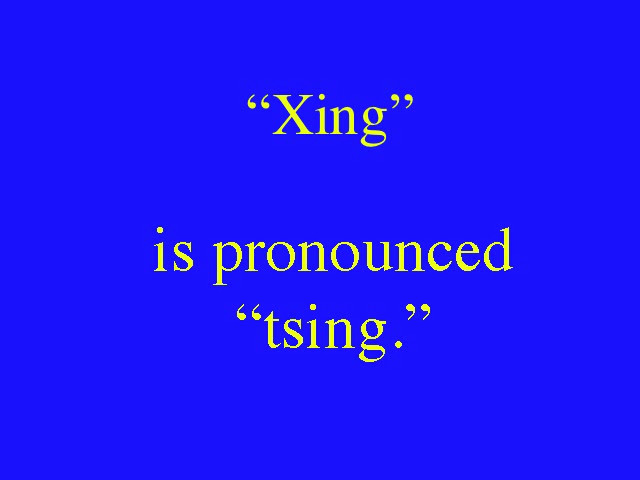 “Xing”
is pronounced
“tsing.”